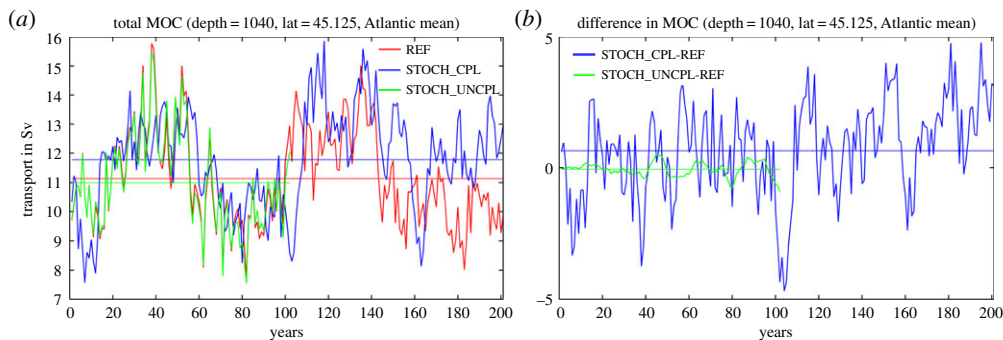 (a) total MOC (depth = 1040, lat = 45.125, Atlantic mean)
16
15
14
13
12
11
10
9
8
7
transport in Sv
REF
STOCH_CPL
STOCH_UNCPL
0 20 40 60 80 100 120 140 160 180 200
years
(b) difference in MOC (depth = 1040, lat = 45.125, Atlantic mean)
5
0
–5
STOCH_CPL-REF
STOCH_UNCPL-REF
0 20 40 60 80 100 120 140 160 180 200
years